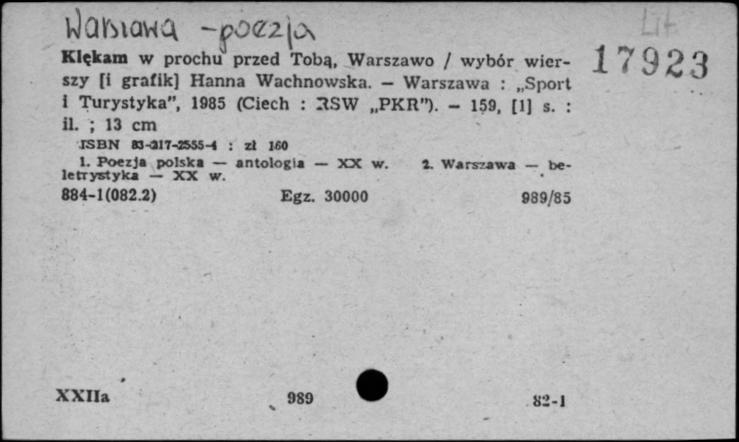 Warszawa - poezja
Lit
17923
Klękam w prochu przed Tobą, Warszawo / wybór wier-
szy [i grafik] Hanna Wachnowska. – Warszawa : „Sport
i Turystyka”, 1985 (Ciech : RSW „PKR”). – 159, [1] s. :
il. ; 13 cm
ISBN 83-217-2555-4 : zł 160
1. Poezja polska — antologia — XX w. 2. Warszawa — be-
letrystyka — XX w.
884-1(082.2) Egz. 30000 989/85
XXIIa 989 82-1